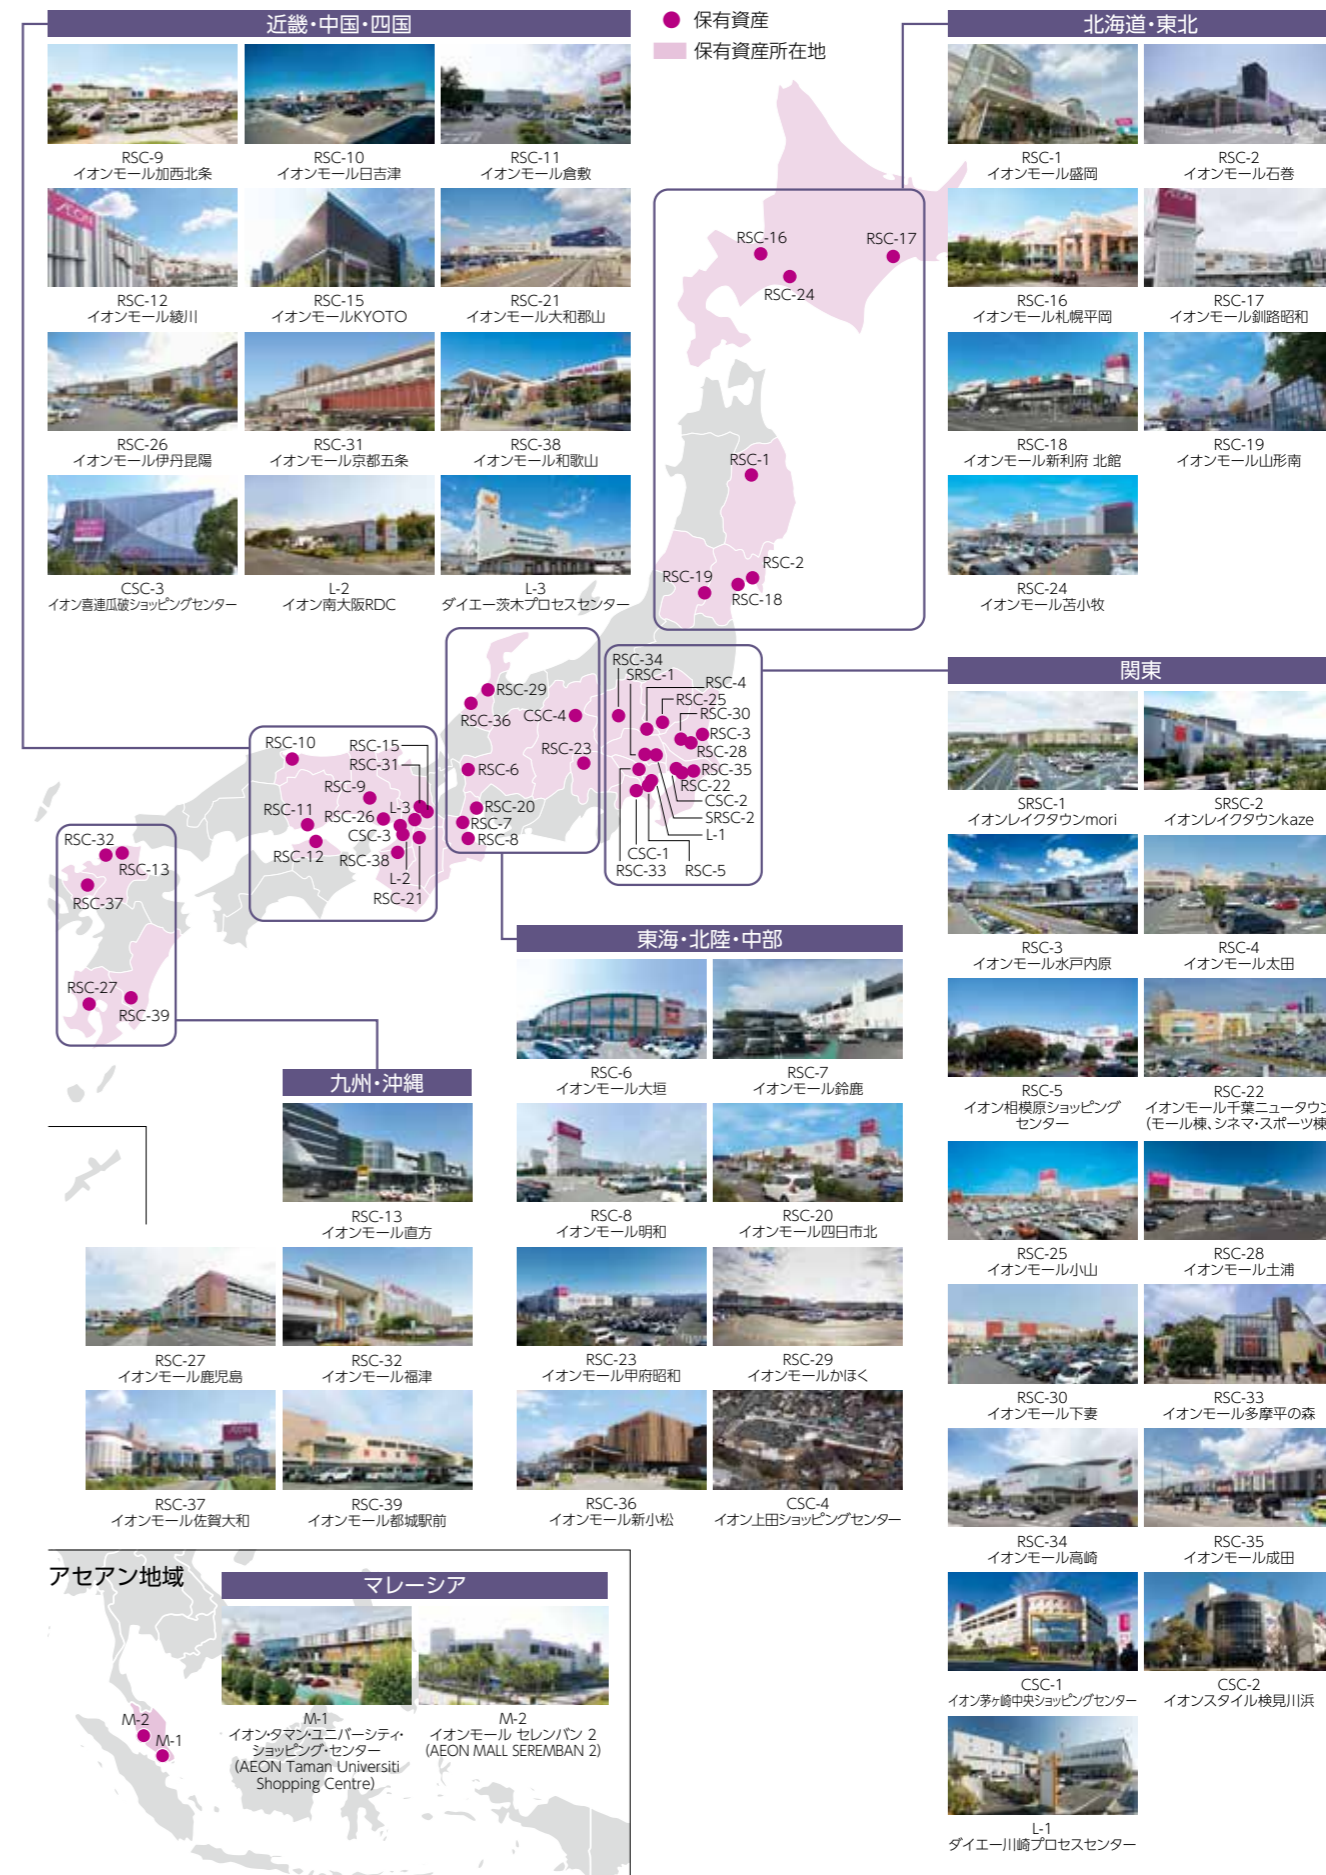 近畿・中国・四国
RSC-9
イオンモール加西北条
RSC-10
イオンモール日吉津
RSC-11
イオンモール倉敷
RSC-12
イオンモール綾川
RSC-15
イオンモールKYOTO
RSC-21
イオンモール大和郡山
RSC-26
イオンモール伊丹昆陽
RSC-31
イオンモール京都五条
RSC-38
イオンモール和歌山
CSC-3
イオン喜連瓜破ショッピングセンター
L-2
イオン南大阪RDC
L-3
ダイエー茨木プロセスセンター
保有資産
保有資産所在地
北海道・東北
RSC-1
イオンモール盛岡
RSC-2
イオンモール石巻
RSC-16
イオンモール札幌平岡
RSC-17
イオンモール釧路昭和
RSC-18
イオンモール新利府 北館
RSC-19
イオンモール山形南
RSC-24
イオンモール苫小牧
RSC-16
RSC-17
RSC-24
RSC-1
RSC-2
RSC-19
RSC-18
RSC-34
SRSC-1
RSC-4
RSC-25
RSC-30
RSC-3
RSC-28
RSC-35
RSC-22
CSC-2
SRSC-2
L-1
CSC-1
RSC-33
RSC-5
RSC-29
RSC-36
CSC-4
RSC-23
RSC-6
RSC-20
RSC-7
RSC-8
RSC-10
RSC-15
RSC-31
RSC-9
RSC-11
RSC-26
L-3
CSC-3
RSC-12
RSC-38
L-2
RSC-21
RSC-32
RSC-13
RSC-37
RSC-27
RSC-39
関東
SRSC-1
イオンレイクタウンmori
SRSC-2
イオンレイクタウンkaze
RSC-3
イオンモール水戸内原
RSC-4
イオンモール太田
RSC-5
イオン相模原ショッピング
センター
RSC-22
イオンモール千葉ニュータウン
(モール棟、シネマ・スポーツ棟
RSC-25
イオンモール小山
RSC-28
イオンモール土浦
RSC-30
イオンモール下妻
RSC-33
イオンモール多摩平の森
RSC-34
イオンモール高崎
RSC-35
イオンモール成田
CSC-1
イオン茅ヶ崎中央ショッピングセンター
CSC-2
イオンスタイル検見川浜
L-1
ダイエー川崎プロセスセンター
東海・北陸・中部
RSC-6
イオンモール大垣
RSC-7
イオンモール鈴鹿
RSC-8
イオンモール明和
RSC-20
イオンモール四日市北
RSC-23
イオンモール甲府昭和
RSC-29
イオンモールかほく
RSC-36
イオンモール新小松
CSC-4
イオン上田ショッピングセンター
九州・沖縄
RSC-13
イオンモール直方
RSC-27
イオンモール鹿児島
RSC-32
イオンモール福津
RSC-37
イオンモール佐賀大和
RSC-39
イオンモール都城駅前
アセアン地域
マレーシア
M-2
M-1
M-1
イオン・タマン・ユニバーシティ・
ショッピング・センター
(AEON Taman Universiti
Shopping Centre)
M-2
イオンモール セレンバン 2
(AEON MALL SEREMBAN 2)